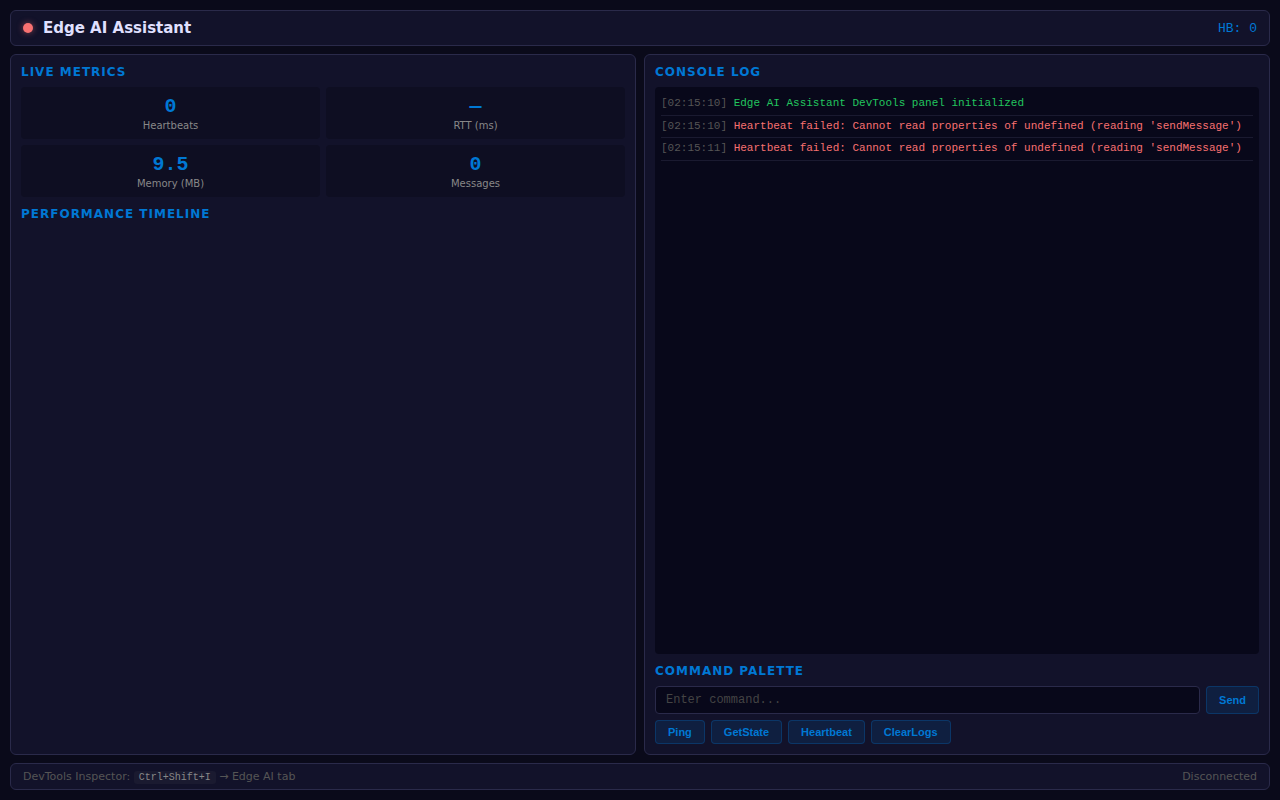 Edge AI Assistant
HB: 0
LIVE METRICS
0
Heartbeats
—
RTT (ms)
9.5
Memory (MB)
0
Messages
PERFORMANCE TIMELINE
CONSOLE LOG
[02:15:10] Edge AI Assistant DevTools panel initialized
[02:15:10] Heartbeat failed: Cannot read properties of undefined (reading 'sendMessage')
[02:15:11] Heartbeat failed: Cannot read properties of undefined (reading 'sendMessage')
COMMAND PALETTE
Enter command...
Send
Ping
GetState
Heartbeat
ClearLogs
DevTools Inspector: Ctrl+Shift+I → Edge AI tab
Disconnected